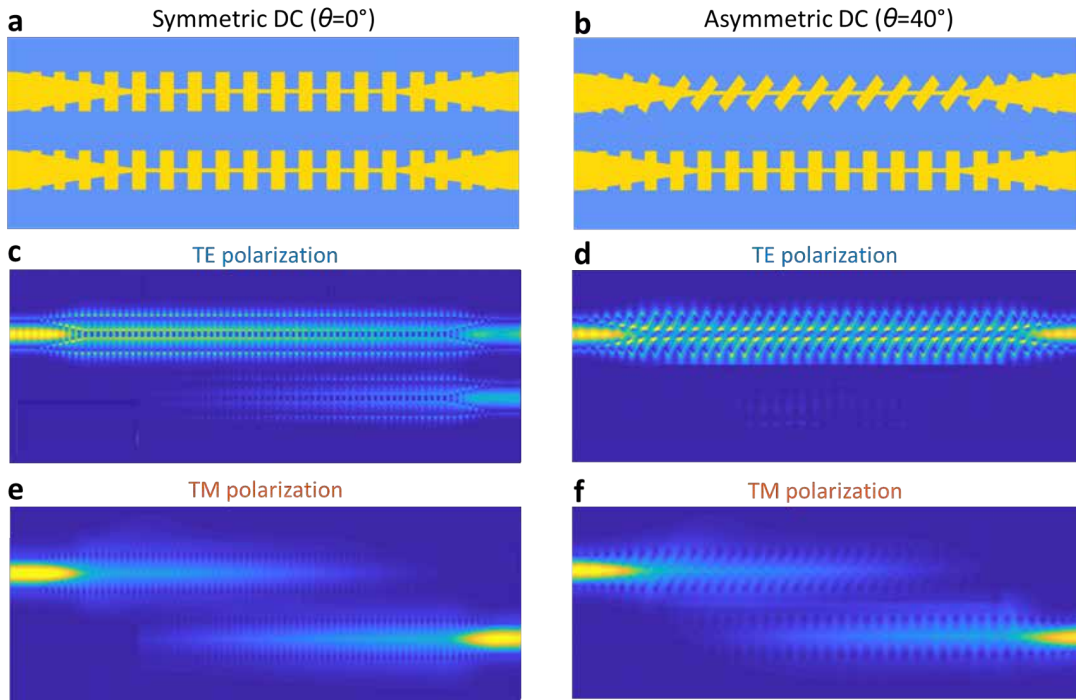 a Symmetric DC (θ=0°)
b Asymmetric DC (θ=40°)
c TE polarization
d TE polarization
e TM polarization
f TM polarization